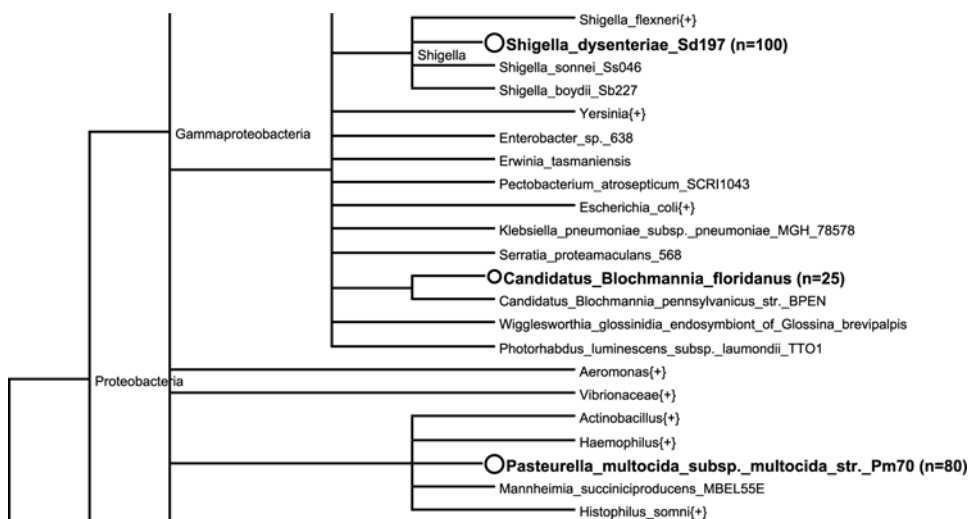 Shigella_flexneri{+}
Shigella_dysenteriae_Sd197 (n=100)
Shigella
Shigella_sonnei_Ss046
Shigella_boydii_Sb227
Yersinia{+}
Gammaproteobacteria
Enterobacter_sp._638
Erwinia_tasmaniensis
Pectobacterium_atrosepticum_SCRI1043
Escherichia_coli{+}
Klebsiella_pneumoniae_subsp._pneumoniae_MGH_78578
Serratia_proteamaculans_568
Candidatus_Blochmannia_floridanus (n=25)
Candidatus_Blochmannia_pennsylvanicus_str._BPEN
Wigglesworthia_glossinidia_endosymbiont_of_Glossina_brevipalpis
Photorhabdus_luminescens_subsp._laumondii_TTO1
Aeromonas{+}
Proteobacteria
Vibrionaceae{+}
Actinobacillus{+}
Haemophilus{+}
Pasteurella_multocida_subsp._multocida_str._Pm70 (n=80)
Mannheimia_succiniciproducens_MBEL55E
Histophilus_somni{+}